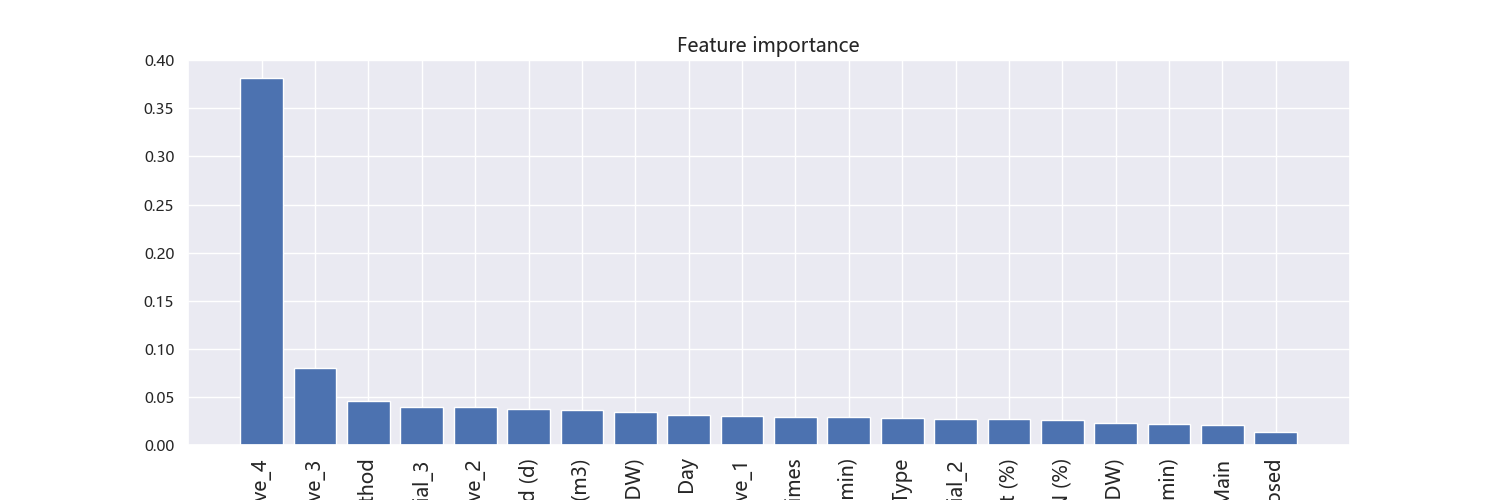 Feature importance
0.40
0.35
0.30
0.25
0.20
0.15
0.10
0.05
0.00
ve_4
ve_3
thod
ial_3
ve_2
d (d)
(m3)
DW)
Day
ve_1
imes
min)
Type
ial_2
t (%)
N (%)
DW)
min)
Main
osed